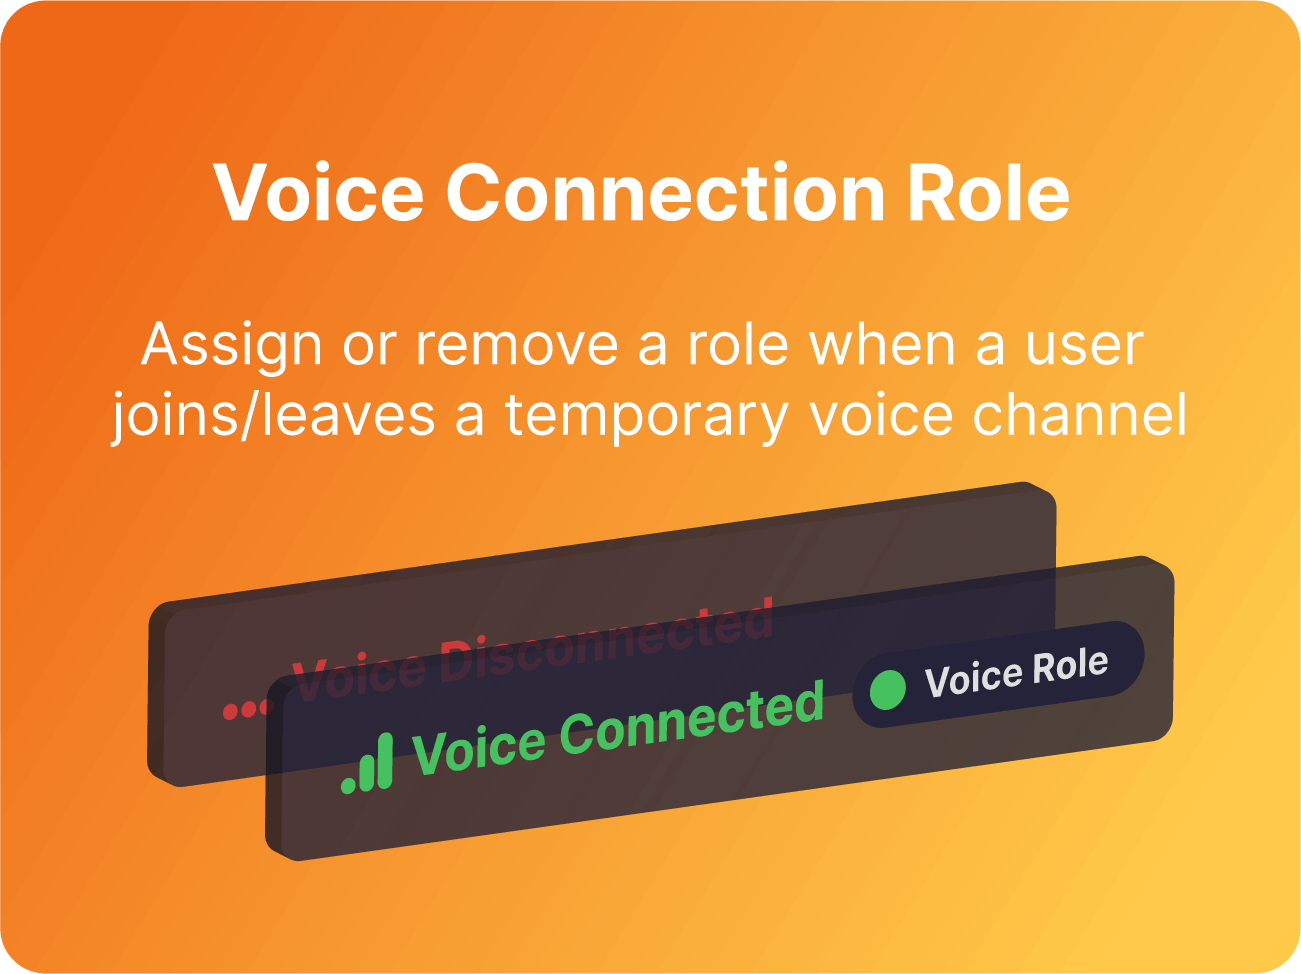 Voice Connection Role
Assign or remove a role when a user
joins/leaves a temporary voice channel
Voice Disconnected
Voice Connected
Voice Role